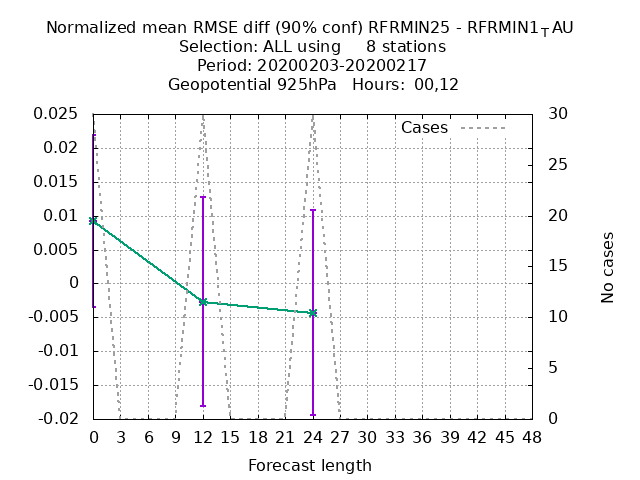 Normalized mean RMSE diff (90% conf) RFRMIN25 - RFRMIN1TAU
Selection: ALL using 8 stations
Period: 20200203-20200217
Geopotential 925hPa Hours: 00,12
Cases
0.025
0.02
0.015
0.01
0.005
0
-0.005
-0.01
-0.015
-0.02
30
25
20
15
10
5
0
No cases
0 3 6 9 12 15 18 21 24 27 30 33 36 39 42 45 48
Forecast length